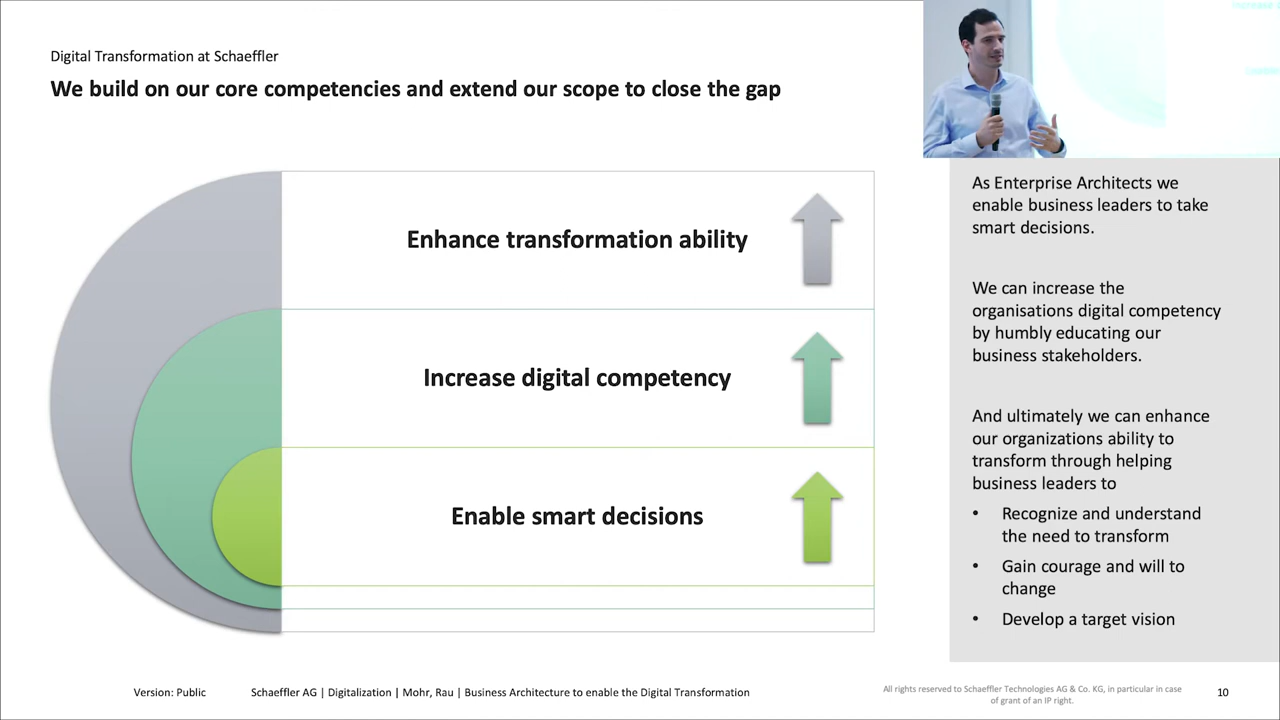 Digital Transformation at Schaeffler
We build on our core competencies and extend our scope to close the gap
Enhance transformation ability
Increase digital competency
Enable smart decisions
As Enterprise Architects we
enable business leaders to take
smart decisions.
We can increase the
organisations digital competency
by humbly educating our
business stakeholders.
And ultimately we can enhance
our organizations ability to
transform through helping
business leaders to
• Recognize and understand
the need to transform
• Gain courage and will to
change
• Develop a target vision
Version: Public
Schaeffler AG | Digitalization | Mohr, Rau | Business Architecture to enable the Digital Transformation
All rights reserved to Schaeffler Technologies AG & Co. KG, in particular in case
of grant of an IP right.
10